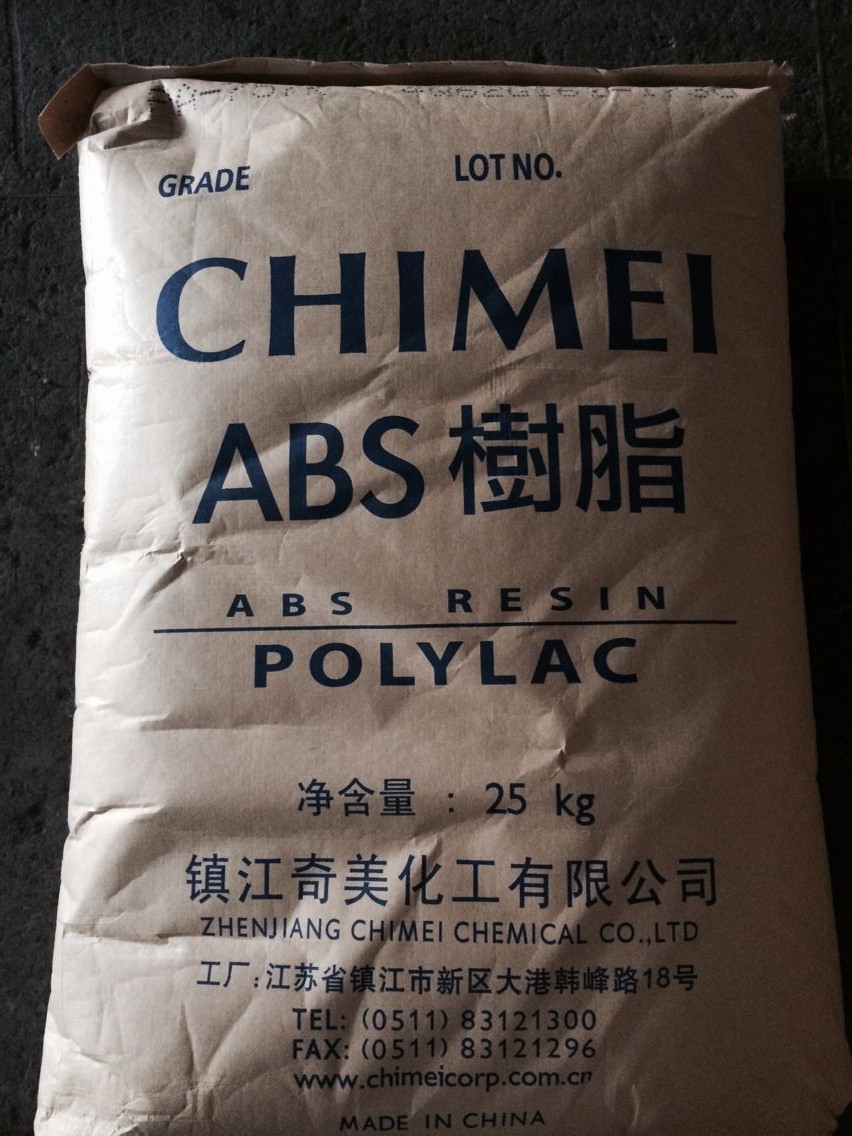 GRADE LOT NO.
CHIMEI
ABS樹脂
ABS RESIN
POLYLAC
净含量 : 25 kg
镇江奇美化工有限公司
ZHENJIANG CHIMEI CHEMICAL CO.,LTD
工厂:江苏省镇江市新区大港韩峰路18号
TEL: (0511) 83121300
FAX: (0511) 83121296
www.chimeicorp.com.cn
MADE IN CHINA